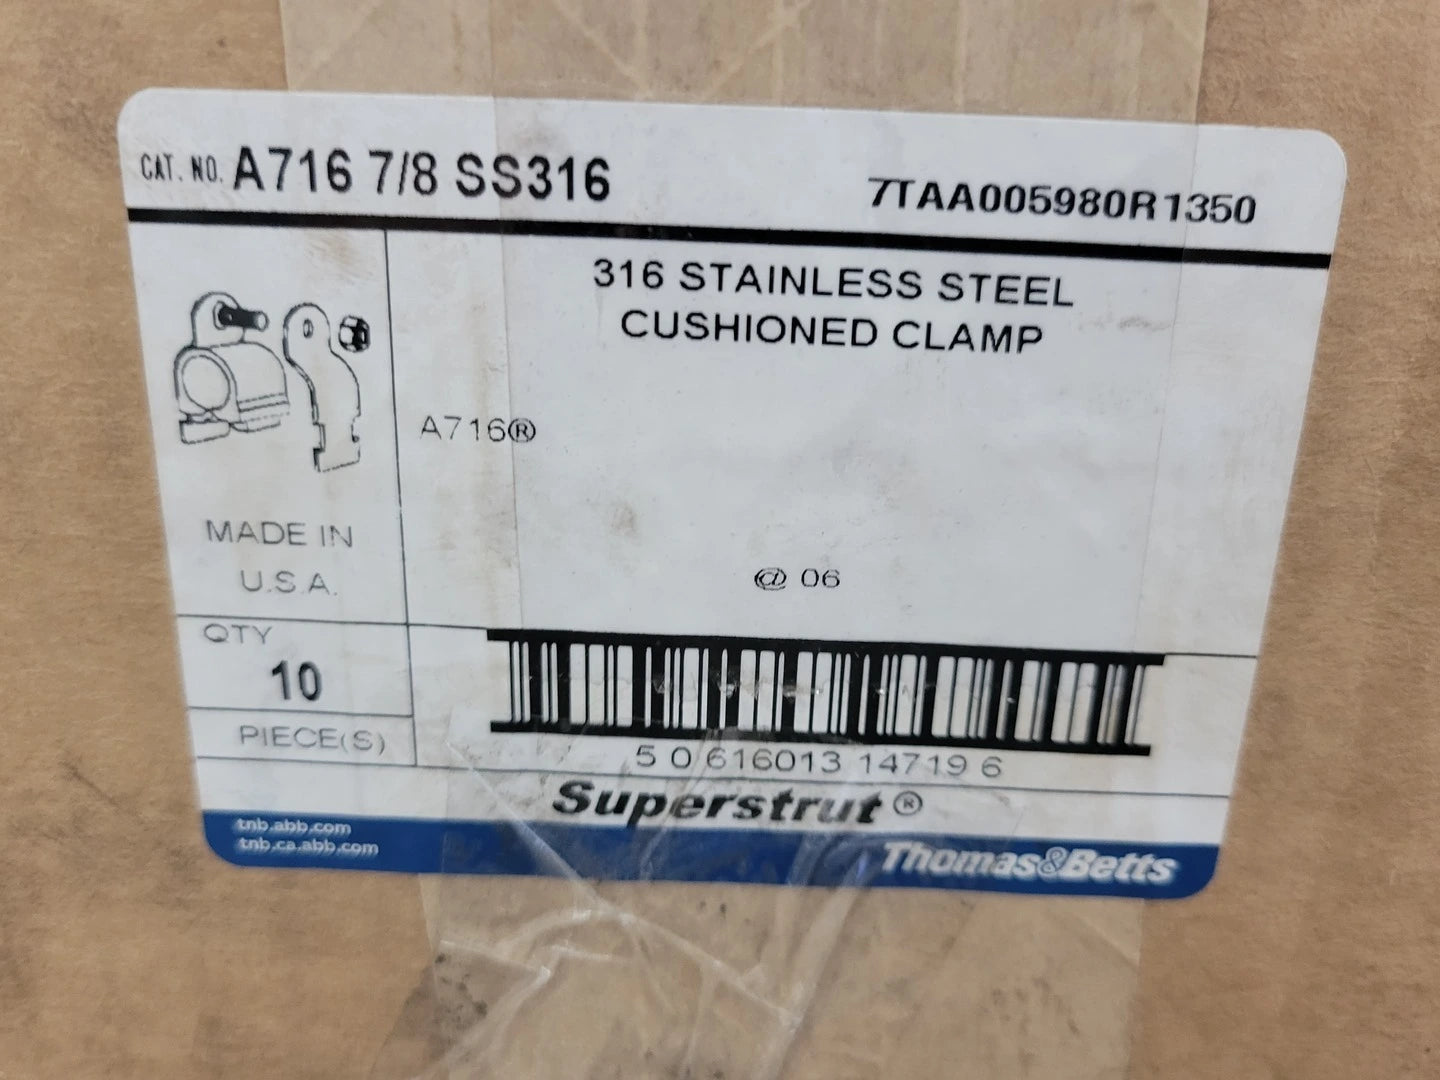 CAT. NO. A716 7/8 SS316
7TAA005980R1350
316 STAINLESS STEEL
CUSHIONED CLAMP
A716®
MADE IN
U.S.A.
@ 06
QTY
10
PIECE(S)
5 0 616013 14719 6
Superstrut®
tnb.abb.com
tnb.ca.abb.com
Thomas&Betts